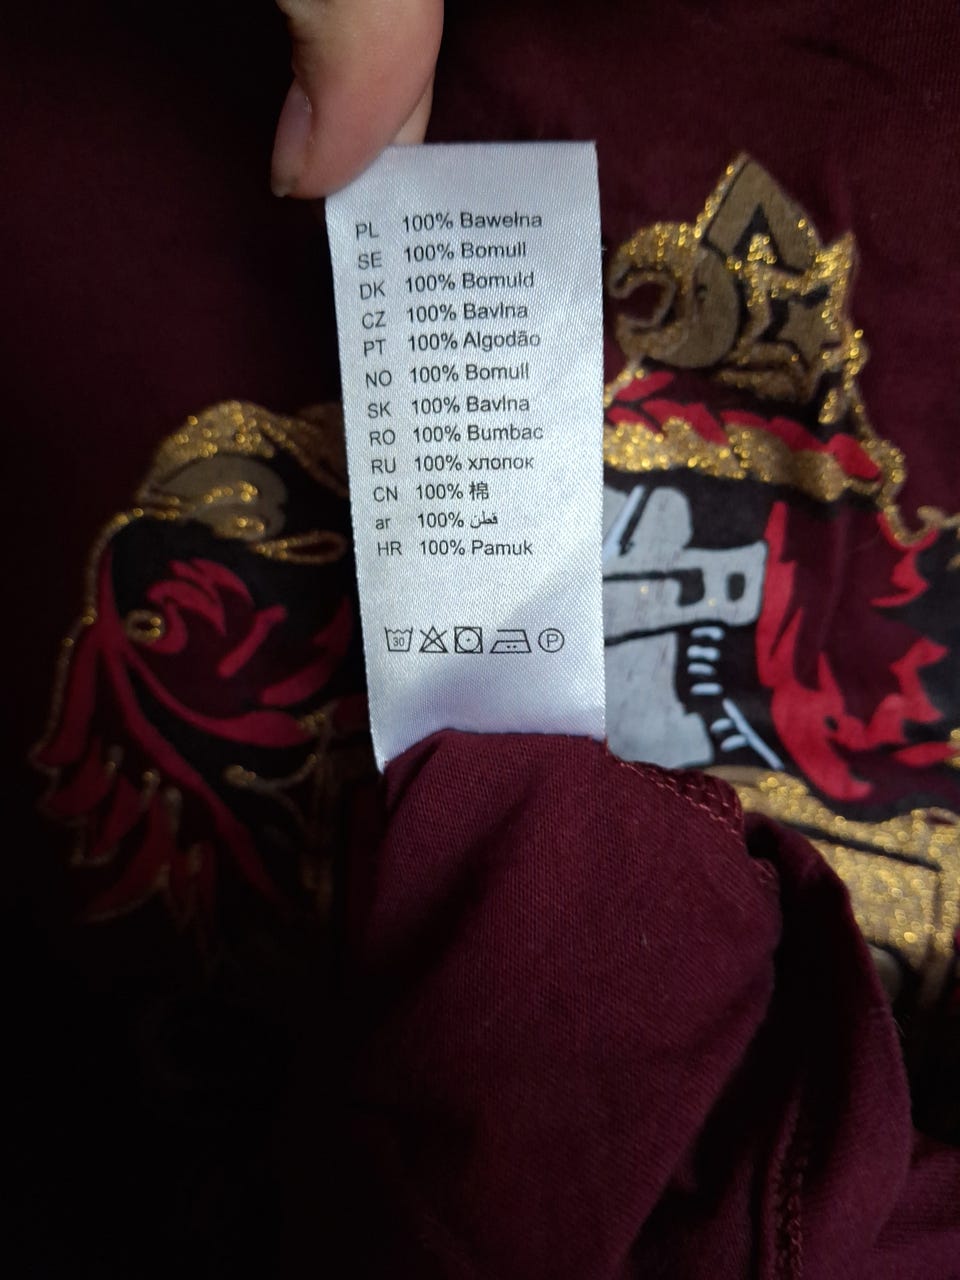 PL 100% Bawełna
SE 100% Bomull
DK 100% Bomuld
CZ 100% Bavlna
PT 100% Algodão
NO 100% Bomull
SK 100% Bavlna
RO 100% Bumbac
RU 100% хлопок
CN 100% 棉
ar 100% قطن
HR 100% Pamuk
30 P